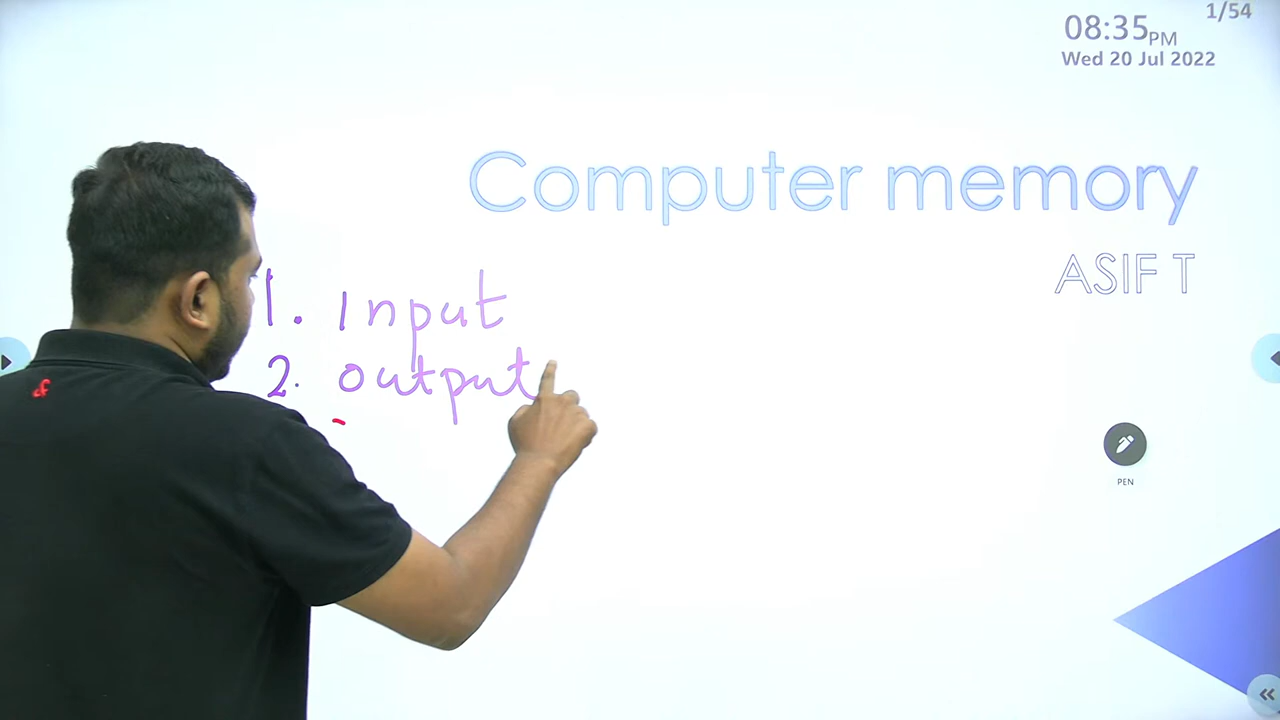 1/54
08:35PM
Wed 20 Jul 2022
Computer memory
ASIF T
1. Input
2. output
PEN